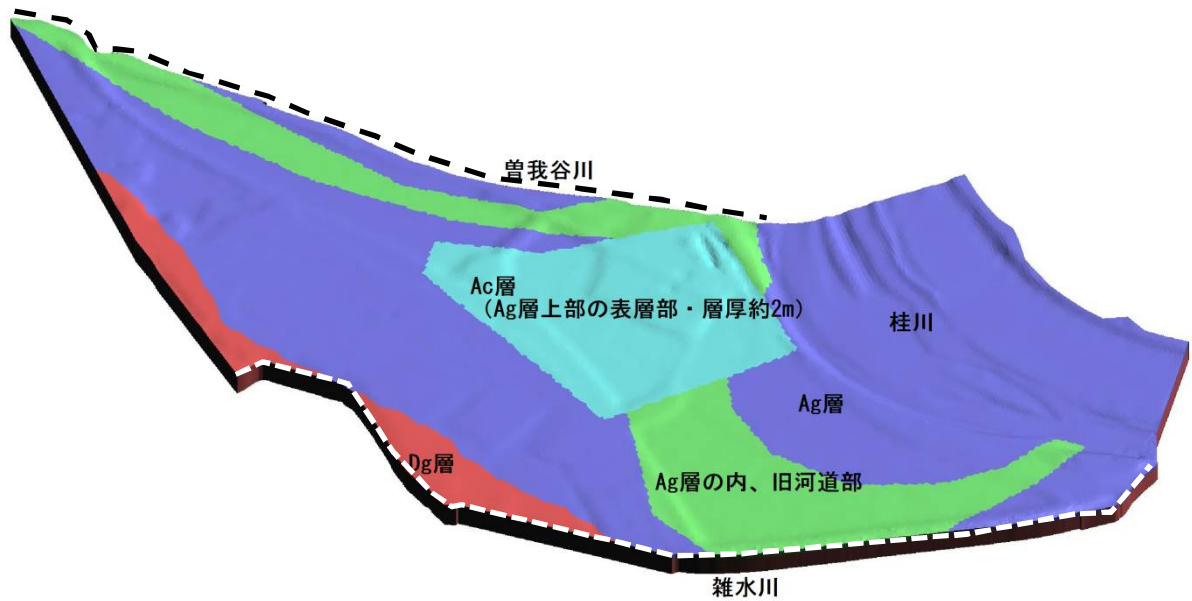 曽我谷川
Ac層
（Ag層上部の表層部・層厚約2m）
桂川
Ag層
Dg層
Ag層の内、旧河道部
雑水川